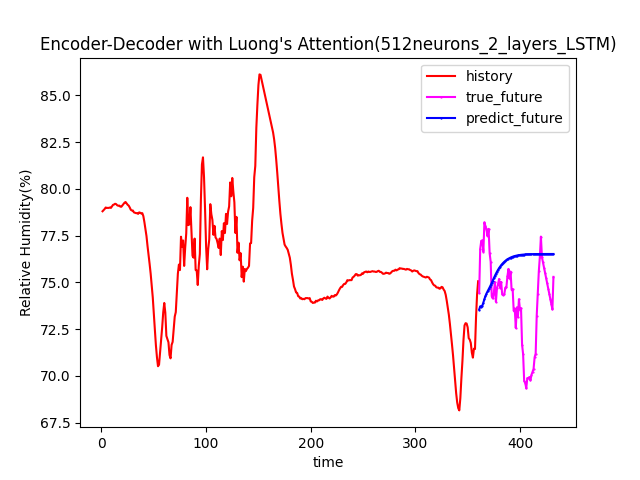 Encoder-Decoder with Luong's Attention(512neurons_2_layers_LSTM)
history
true_future
predict_future
Relative Humidity(%)
85.0
82.5
80.0
77.5
75.0
72.5
70.0
67.5
0 100 200 300 400
time